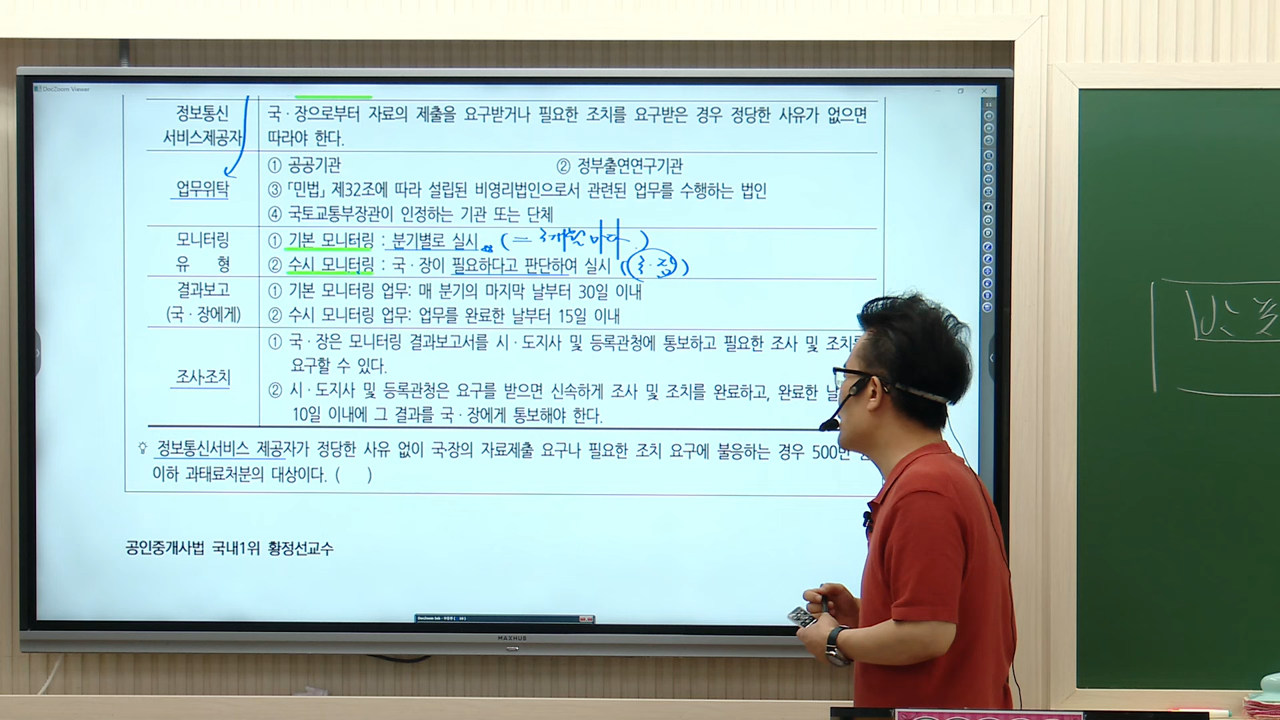 DocZoom Viewer
정보통신
서비스제공자
국·장으로부터 자료의 제출을 요구받거나 필요한 조치를 요구받은 경우 정당한 사유가 없으면
따라야 한다.
업무위탁
① 공공기관 ② 정부출연연구기관
③ 「민법」 제32조에 따라 설립된 비영리법인으로서 관련된 업무를 수행하는 법인
④ 국토교통부장관이 인정하는 기관 또는 단체
모니터링
유 형
① 기본 모니터링 : 분기별로 실시. (= 3개월 마다 )
② 수시 모니터링 : 국·장이 필요하다고 판단하여 실시 (국·장)
결과보고
(국·장에게)
① 기본 모니터링 업무: 매 분기의 마지막 날부터 30일 이내
② 수시 모니터링 업무: 업무를 완료한 날부터 15일 이내
조사조치
① 국·장은 모니터링 결과보고서를 시·도지사 및 등록관청에 통보하고 필요한 조사 및 조치를
요구할 수 있다.
② 시·도지사 및 등록관청은 요구를 받으면 신속하게 조사 및 조치를 완료하고, 완료한
10일 이내에 그 결과를 국·장에게 통보해야 한다.
정보통신서비스 제공자가 정당한 사유 없이 국장의 자료제출 요구나 필요한 조치 요구에 불응하는 경우 500만
이하 과태료처분의 대상이다. ( )
공인중개사법 국내1위 황정선교수
MAXHUB